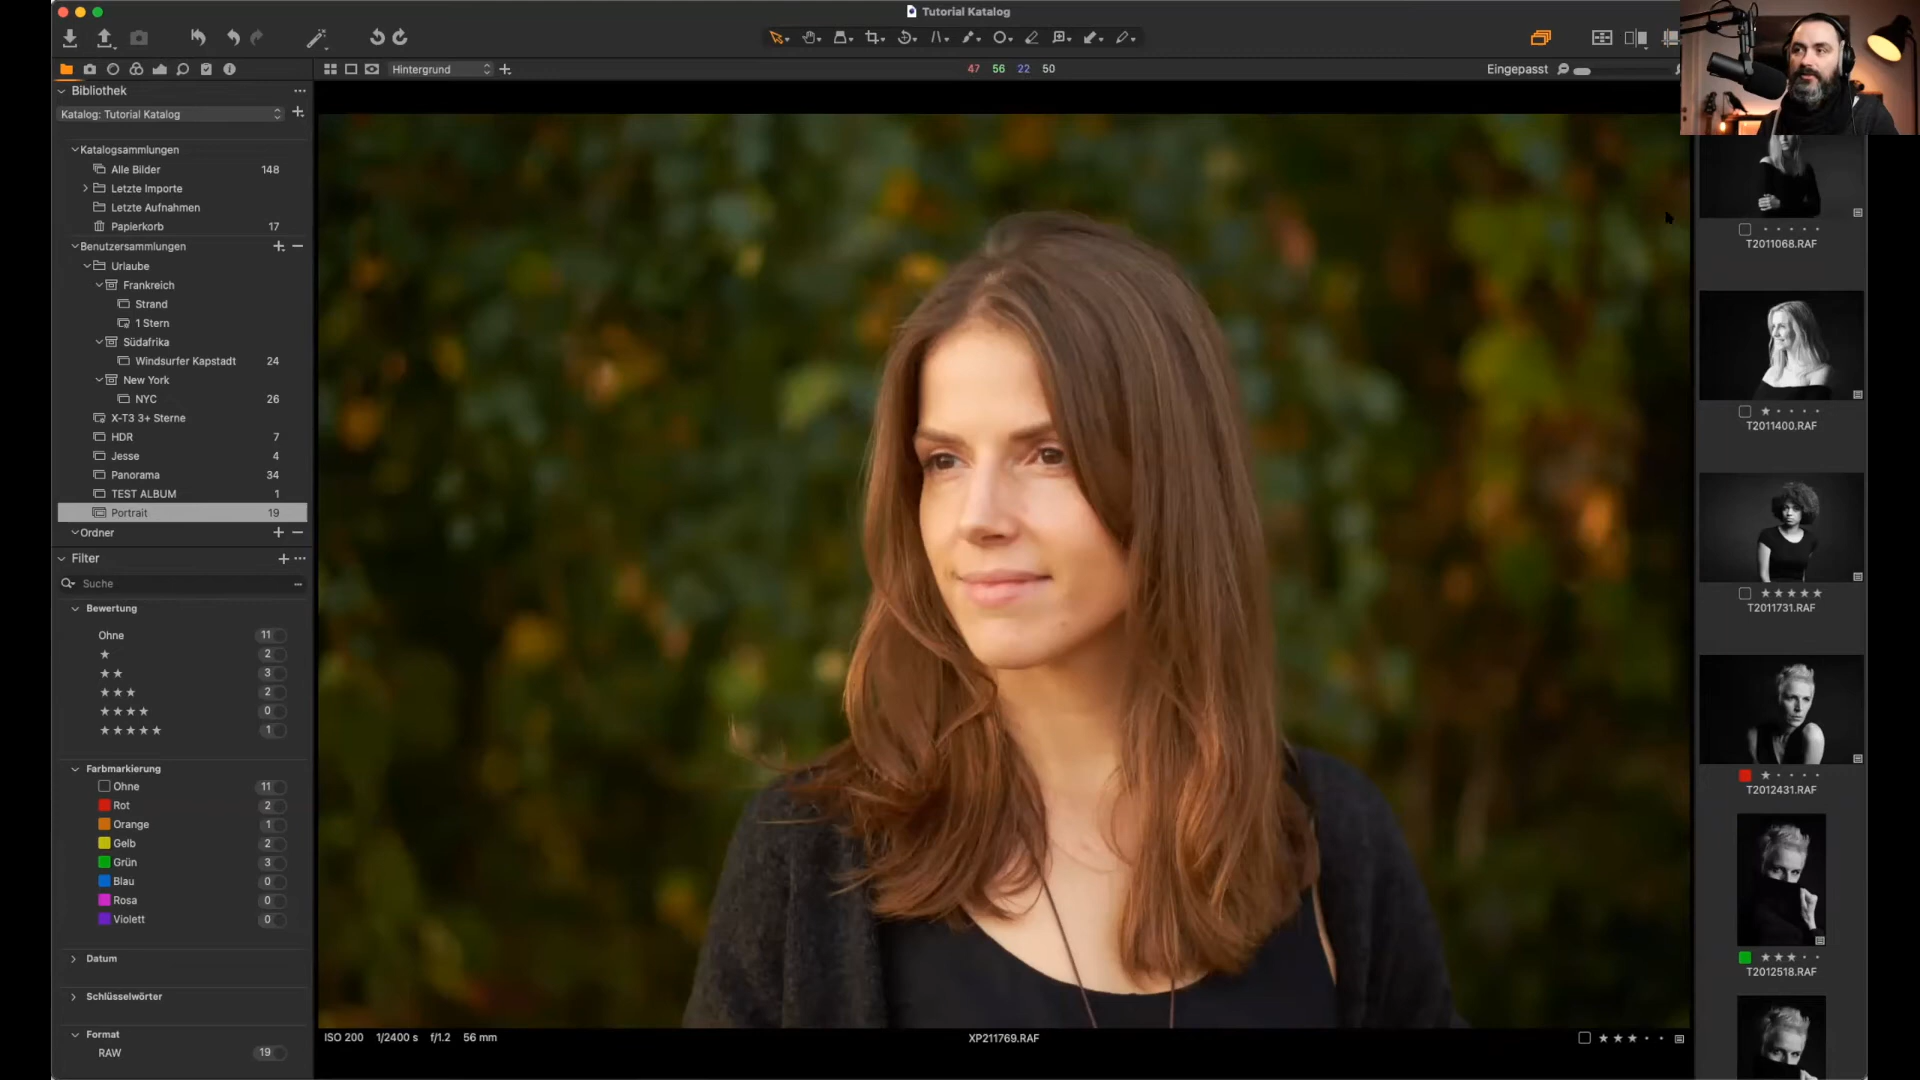 Tutorial Katalog
Hintergrund
47 56 22 50
Eingepasst
Bibliothek
Katalog: Tutorial Katalog
Katalogsammlungen
Alle Bilder 148
Letzte Importe
Letzte Aufnahmen
Papierkorb 17
Benutzersammlungen
Urlaube
Frankreich
Strand
1 Stern
Südafrika
Windsurfer Kapstadt 24
New York
NYC 26
X-T3 3+ Sterne
HDR 7
Jesse 4
Panorama 34
TEST ALBUM 1
Portrait 19
Ordner
Filter
Suche
Bewertung
Ohne 11
★ 2
★★ 3
★★★ 2
★★★★ 0
★★★★★ 1
Farbmarkierung
Ohne 11
Rot 2
Orange 1
Gelb 2
Grün 3
Blau 0
Rosa 0
Violett 0
Datum
Schlüsselwörter
Format
RAW 19
ISO 200 1/2400 s f/1.2 56 mm
XP211769.RAF
T2011068.RAF
T2011400.RAF
T2011731.RAF
T2012431.RAF
T2012518.RAF